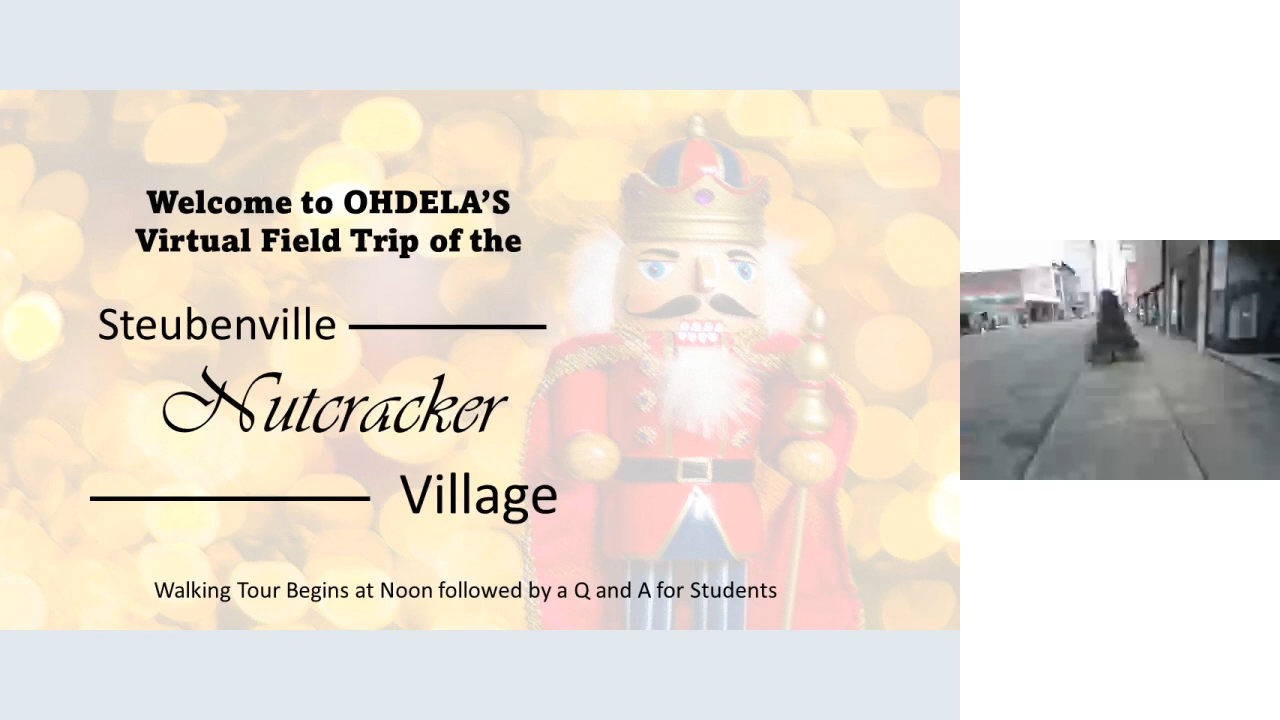 Welcome to OHDELA’S
Virtual Field Trip of the
Steubenville
Nutcracker
Village
Walking Tour Begins at Noon followed by a Q and A for Students